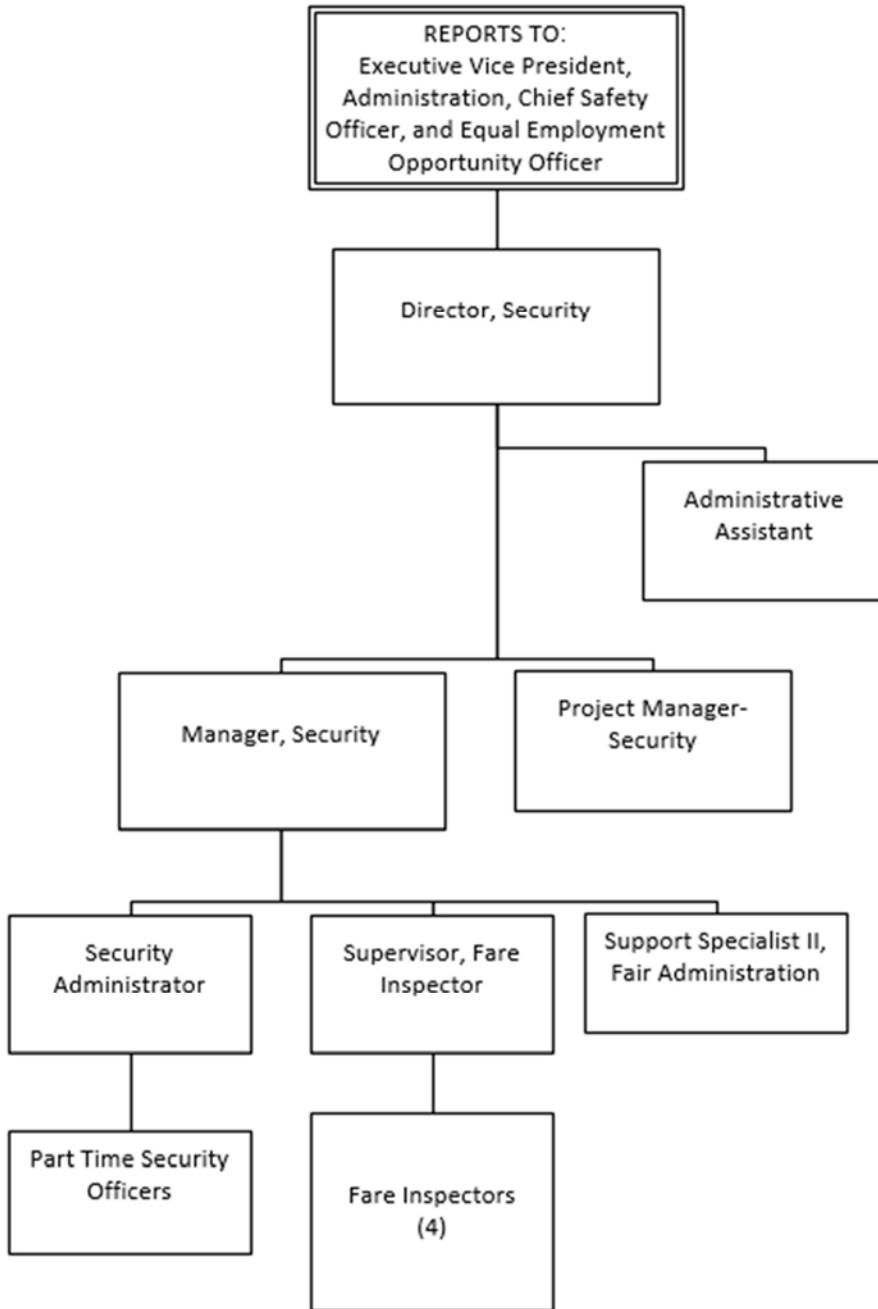 REPORTS TO:
Executive Vice President,
Administration, Chief Safety
Officer, and Equal Employment
Opportunity Officer
Director, Security
Administrative
Assistant
Manager, Security
Project Manager-
Security
Security
Administrator
Supervisor, Fare
Inspector
Support Specialist II,
Fair Administration
Part Time Security
Officers
Fare Inspectors
(4)